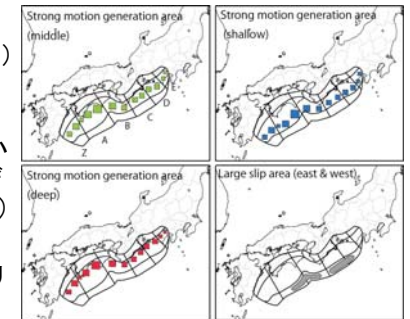 Strong motion generation area
(middle)
E
D
C
B
A
Z
Strong motion generation area
(shallow)
Strong motion generation area
(deep)
Large slip area (east & west)
)
)